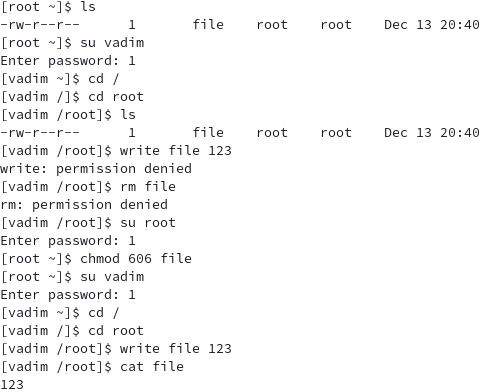 [root ~]$ ls
-rw-r--r--      1       file    root    root    Dec 13 20:40
[root ~]$ su vadim
Enter password: 1
[vadim ~]$ cd /
[vadim /]$ cd root
[vadim /root]$ ls
-rw-r--r--      1       file    root    root    Dec 13 20:40
[vadim /root]$ write file 123
write: permission denied
[vadim /root]$ rm file
rm: permission denied
[vadim /root]$ su root
Enter password: 1
[root ~]$ chmod 606 file
[root ~]$ su vadim
Enter password: 1
[vadim ~]$ cd /
[vadim /]$ cd root
[vadim /root]$ write file 123
[vadim /root]$ cat file
123